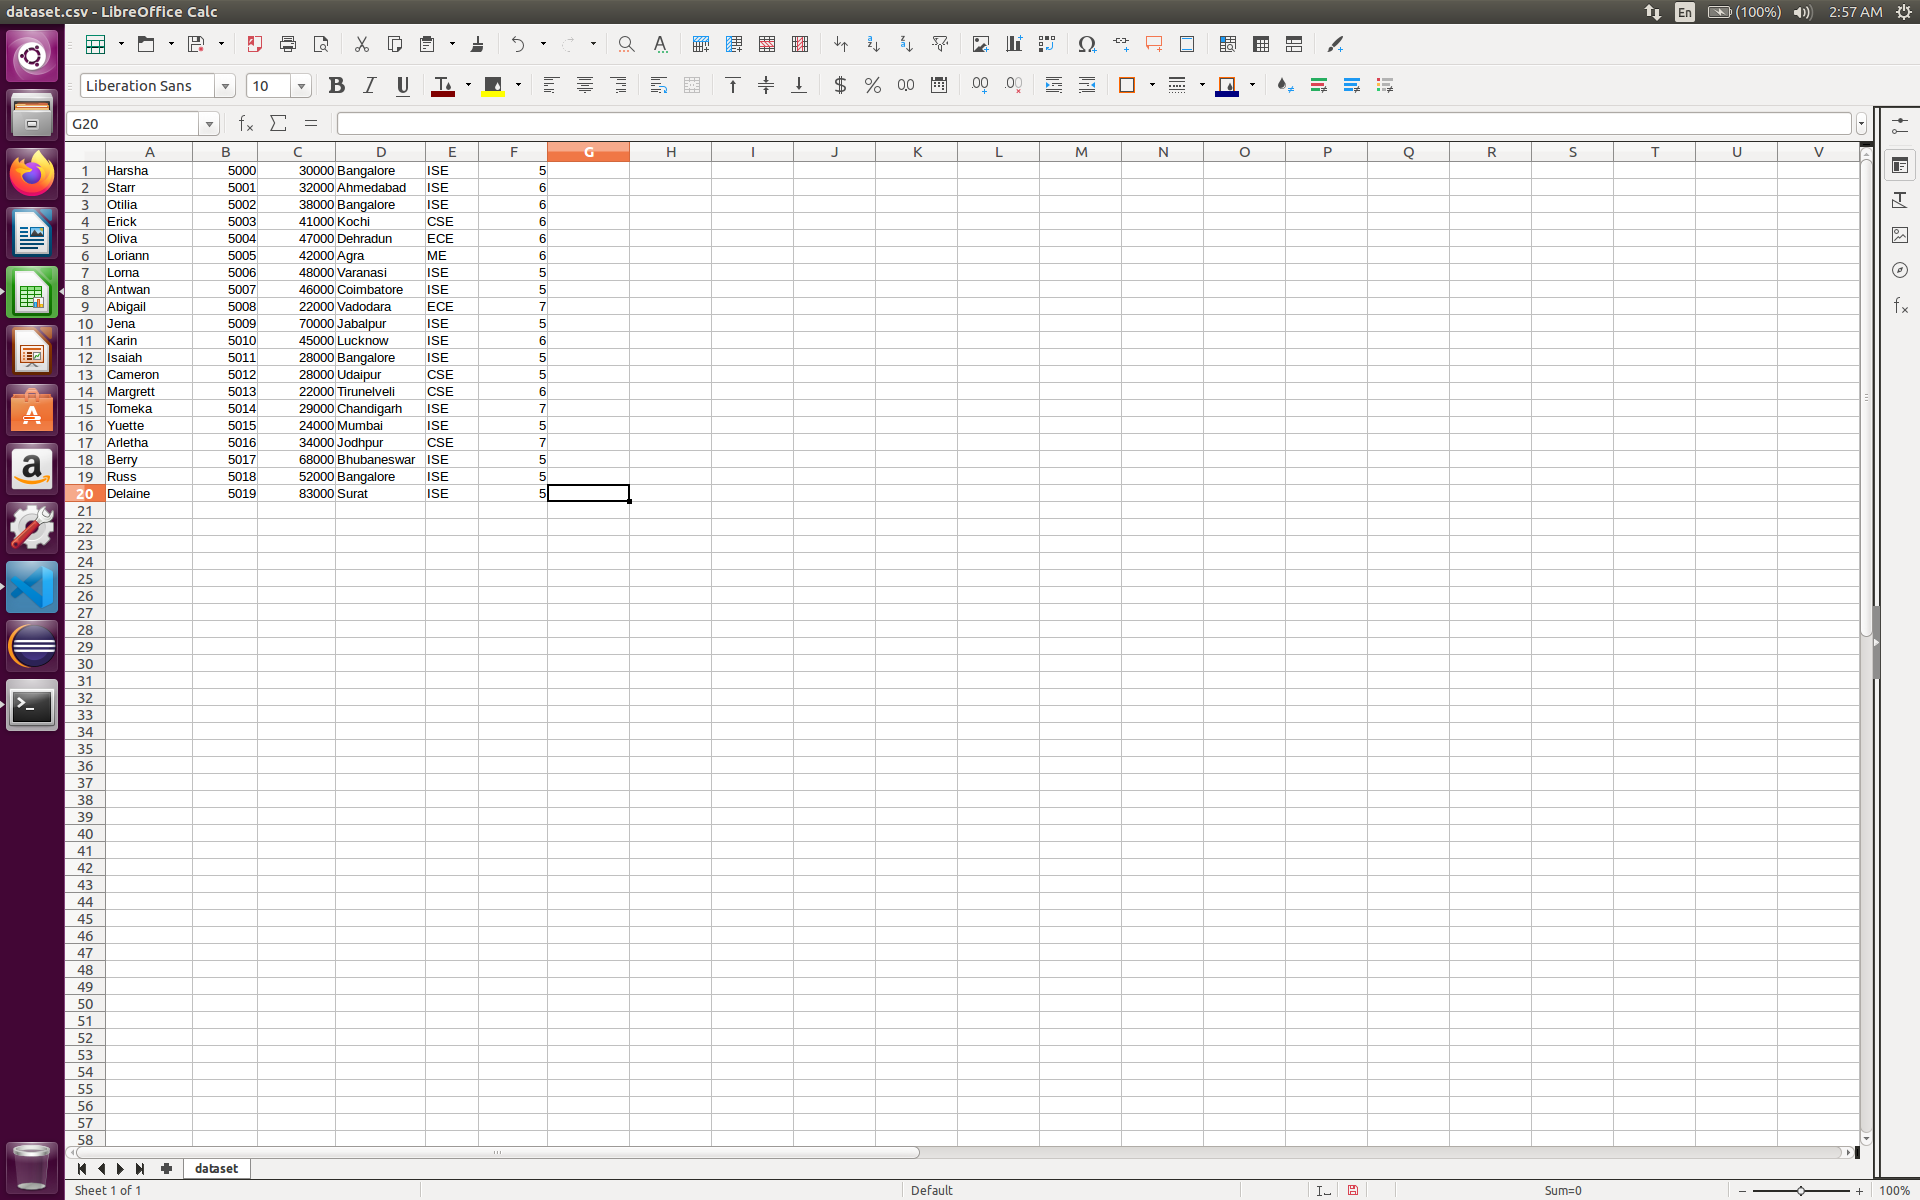 dataset.csv - LibreOffice Calc En (100%) 2:57 AM
Liberation Sans 10
G20
A B C D E F G H I J K L M N O P Q R S T U V
1 Harsha 5000 30000 Bangalore ISE 5
2 Starr 5001 32000 Ahmedabad ISE 6
3 Otilia 5002 38000 Bangalore ISE 6
4 Erick 5003 41000 Kochi CSE 6
5 Oliva 5004 47000 Dehradun ECE 6
6 Loriann 5005 42000 Agra ME 6
7 Lorna 5006 48000 Varanasi ISE 5
8 Antwan 5007 46000 Coimbatore ISE 5
9 Abigail 5008 22000 Vadodara ECE 7
10 Jena 5009 70000 Jabalpur ISE 5
11 Karin 5010 45000 Lucknow ISE 6
12 Isaiah 5011 28000 Bangalore ISE 5
13 Cameron 5012 28000 Udaipur CSE 5
14 Margrett 5013 22000 Tirunelveli CSE 6
15 Tomeka 5014 29000 Chandigarh ISE 7
16 Yuette 5015 24000 Mumbai ISE 5
17 Arletha 5016 34000 Jodhpur CSE 7
18 Berry 5017 68000 Bhubaneswar ISE 5
19 Russ 5018 52000 Bangalore ISE 5
20 Delaine 5019 83000 Surat ISE 5
21
22
23
24
25
26
27
28
29
30
31
32
33
34
35
36
37
38
39
40
41
42
43
44
45
46
47
48
49
50
51
52
53
54
55
56
57
58
dataset
Sheet 1 of 1 Default Sum=0 100%